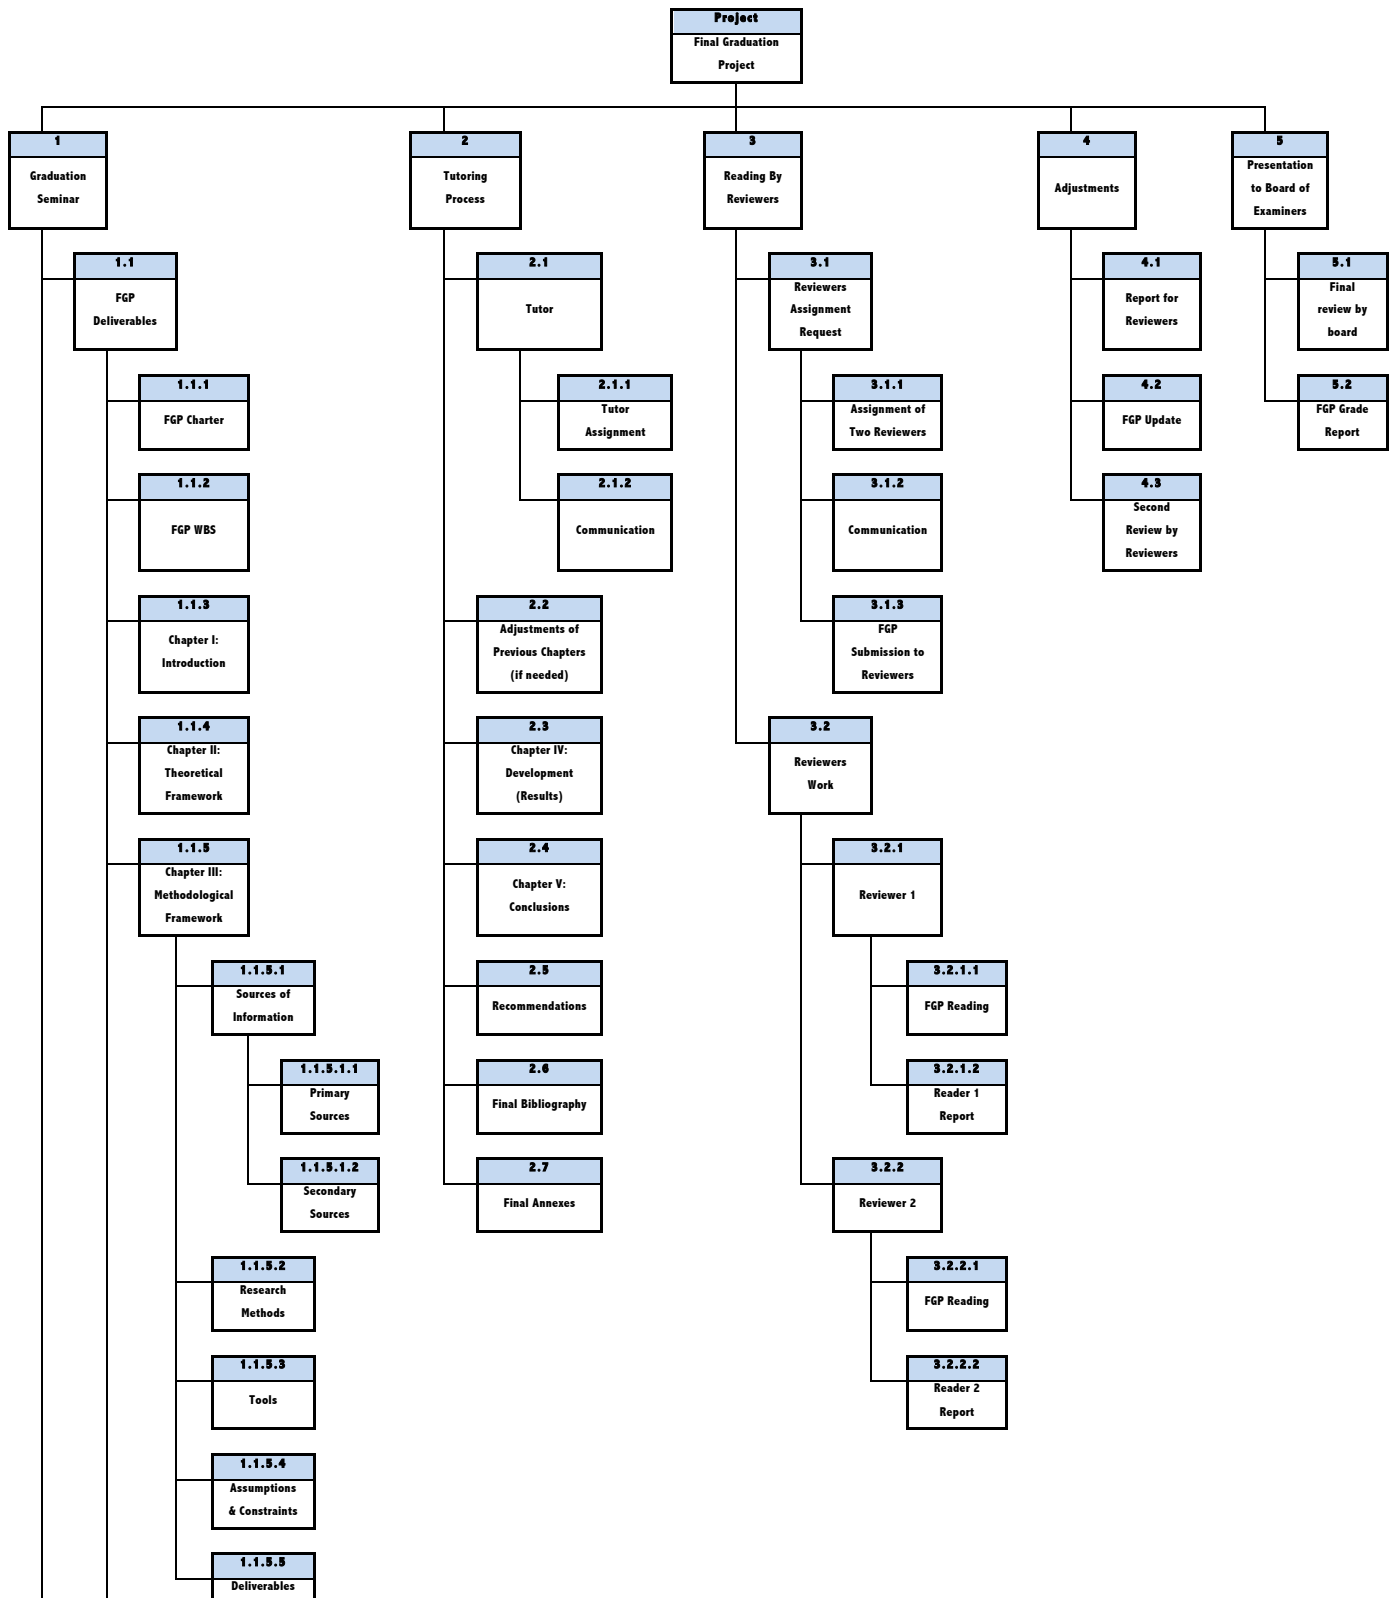 Project
Final Graduation
Project
1
Graduation
Seminar
1.1
FGP
Deliverables
1.1.1
FGP Charter
1.1.2
FGP WBS
1.1.3
Chapter I:
Introduction
1.1.4
Chapter II:
Theoretical
Framework
1.1.5
Chapter III:
Methodological
Framework
1.1.5.1
Sources of
Information
1.1.5.1.1
Primary
Sources
1.1.5.1.2
Secondary
Sources
1.1.5.2
Research
Methods
1.1.5.3
Tools
1.1.5.4
Assumptions
& Constraints
1.1.5.5
Deliverables
2
Tutoring
Process
2.1
Tutor
2.1.1
Tutor
Assignment
2.1.2
Communication
2.2
Adjustments of
Previous Chapters
(if needed)
2.3
Chapter IV:
Development
(Results)
2.4
Chapter V:
Conclusions
2.5
Recommendations
2.6
Final Bibliography
2.7
Final Annexes
3
Reading By
Reviewers
3.1
Reviewers
Assignment
Request
3.1.1
Assignment of
Two Reviewers
3.1.2
Communication
3.1.3
FGP
Submission to
Reviewers
3.2
Reviewers
Work
3.2.1
Reviewer 1
3.2.1.1
FGP Reading
3.2.1.2
Reader 1
Report
3.2.2
Reviewer 2
3.2.2.1
FGP Reading
3.2.2.2
Reader 2
Report
4
Adjustments
4.1
Report for
Reviewers
4.2
FGP Update
4.3
Second
Review by
Reviewers
5
Presentation
to Board of
Examiners
5.1
Final
review by
board
5.2
FGP Grade
Report